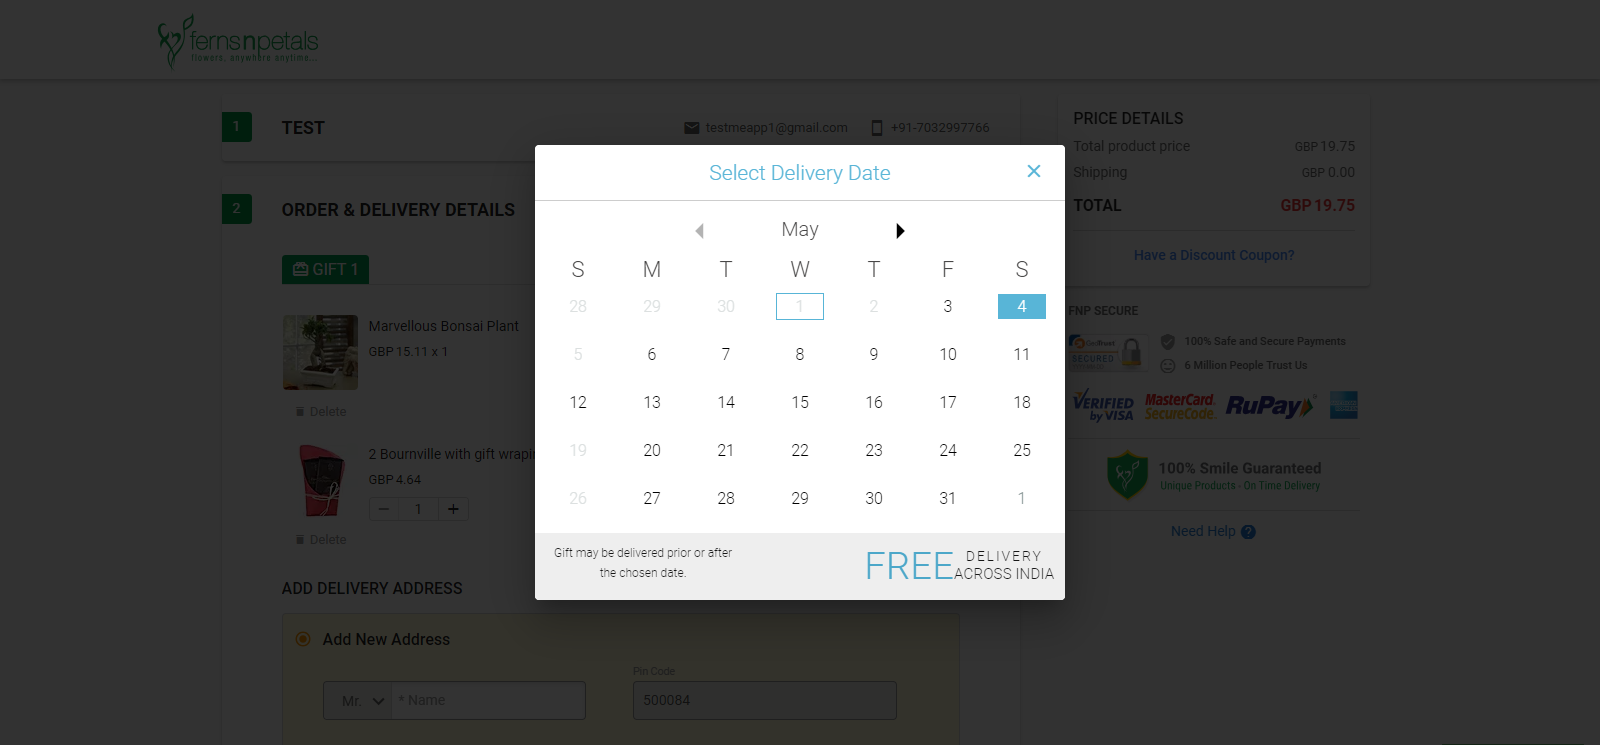 fernsnpetals
flowers, anywhere anytime...
1
TEST
testmeapp1@gmail.com
+91-7032997766
2
ORDER & DELIVERY DETAILS
GIFT 1
Marvellous Bonsai Plant
GBP 15.11 x 1
Delete
2 Bournville with gift wrapi
GBP 4.64
1
Delete
ADD DELIVERY ADDRESS
Add New Address
Mr.
* Name
Pin Code
500084
Select Delivery Date
May
S M T W T F S
28 29 30 1 2 3 4
5 6 7 8 9 10 11
12 13 14 15 16 17 18
19 20 21 22 23 24 25
26 27 28 29 30 31 1
Gift may be delivered prior or after
the chosen date.
FREE
DELIVERY
ACROSS INDIA
PRICE DETAILS
Total product price GBP 19.75
Shipping GBP 0.00
TOTAL GBP 19.75
Have a Discount Coupon?
FNP SECURE
GeoTrust
SECURED
100% Safe and Secure Payments
6 Million People Trust Us
VERIFIED
by VISA
MasterCard.
SecureCode.
RuPay
100% Smile Guaranteed
Unique Products - On Time Delivery
Need Help ?